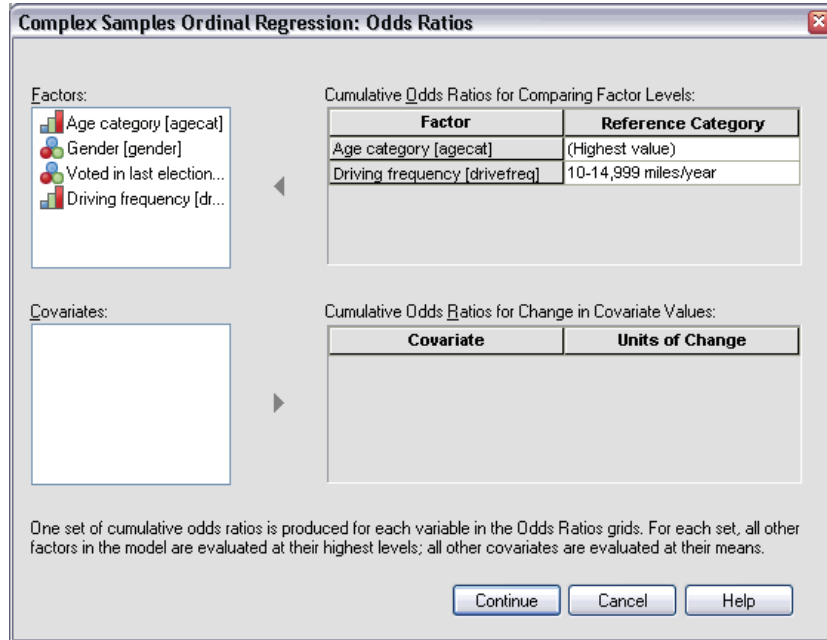 Complex Samples Ordinal Regression: Odds Ratios
Factors:
Age category [agecat]
Gender [gender]
Voted in last election...
Driving frequency [dr...
Cumulative Odds Ratios for Comparing Factor Levels:
Factor Reference Category
Age category [agecat] (Highest value)
Driving frequency [drivefreq] 10-14,999 miles/year
Covariates:
Cumulative Odds Ratios for Change in Covariate Values:
Covariate Units of Change
One set of cumulative odds ratios is produced for each variable in the Odds Ratios grids. For each set, all other
factors in the model are evaluated at their highest levels; all other covariates are evaluated at their means.
Continue Cancel Help